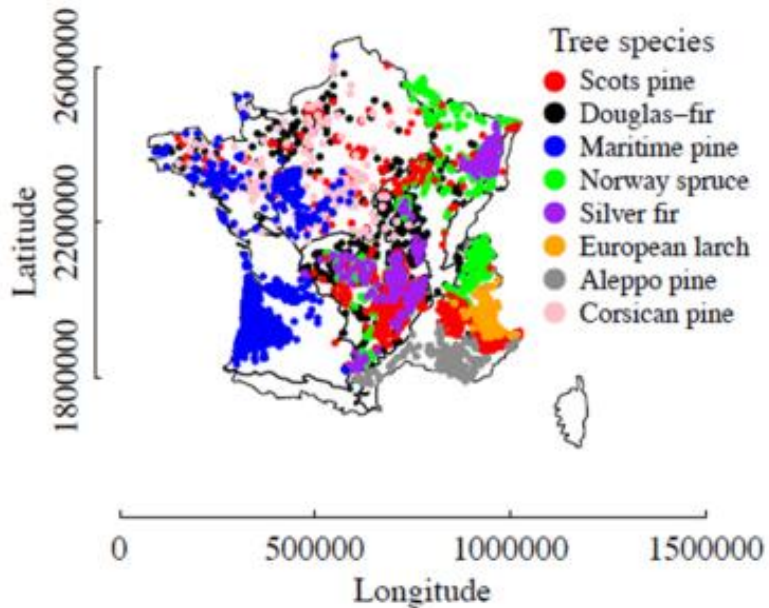 Tree species
Scots pine
Douglas-fir
Maritime pine
Norway spruce
Silver fir
European larch
Aleppo pine
Corsican pine
Latitude
2600000
2200000
1800000
0 500000 1000000 1500000
Longitude